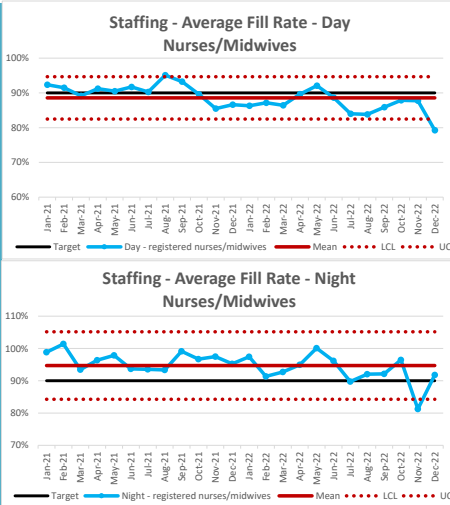 Staffing - Average Fill Rate - Day
Nurses/Midwives
100%
90%
80%
70%
60%
Jan-21
Feb-21
Mar-21
Apr-21
May-21
Jun-21
Jul-21
Aug-21
Sep-21
Oct-21
Nov-21
Dec-21
Jan-22
Feb-22
Mar-22
Apr-22
May-22
Jun-22
Jul-22
Aug-22
Sep-22
Oct-22
Nov-22
Dec-22
Target Day - registered nurses/midwives Mean LCL UC
Staffing - Average Fill Rate - Night
Nurses/Midwives
110%
100%
90%
80%
70%
Jan-21
Feb-21
Mar-21
Apr-21
May-21
Jun-21
Jul-21
Aug-21
Sep-21
Oct-21
Nov-21
Dec-21
Jan-22
Feb-22
Mar-22
Apr-22
May-22
Jun-22
Jul-22
Aug-22
Sep-22
Oct-22
Nov-22
Dec-22
Target Night - registered nurses/midwives Mean LCL UC